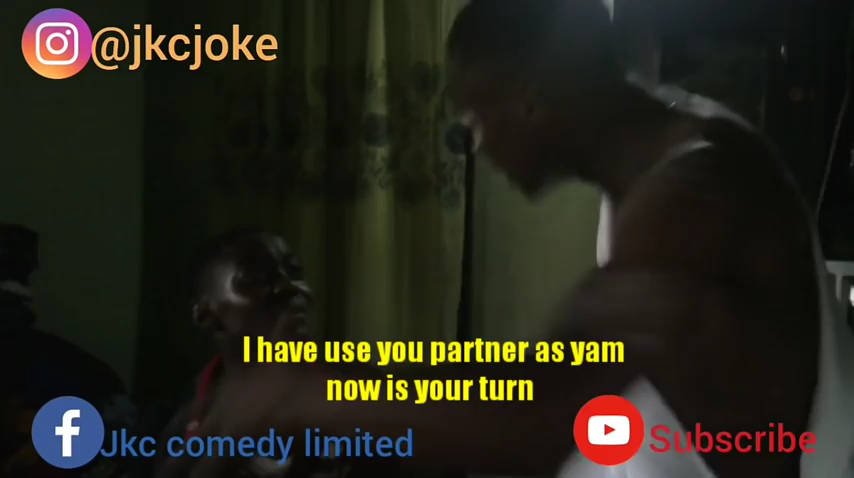 @jkcjoke
I have use you partner as yam
now is your turn
Jkc comedy limited
Subscribe